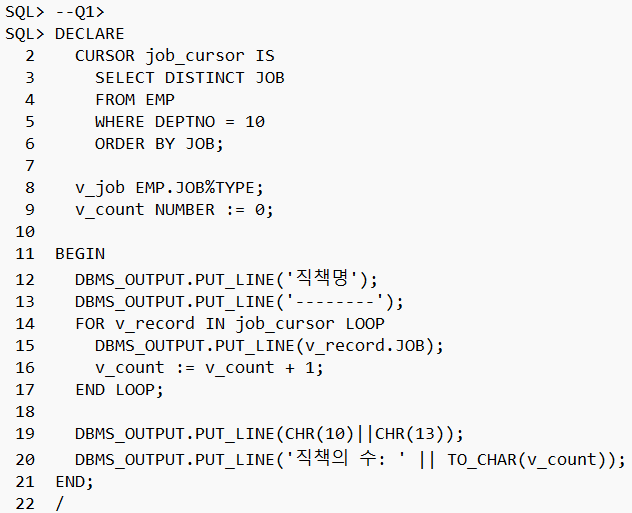 SQL> --Q1>
SQL> DECLARE
  2    CURSOR job_cursor IS
  3      SELECT DISTINCT JOB
  4      FROM EMP
  5      WHERE DEPTNO = 10
  6      ORDER BY JOB;
  7
  8    v_job EMP.JOB%TYPE;
  9    v_count NUMBER := 0;
 10
 11  BEGIN
 12    DBMS_OUTPUT.PUT_LINE('직책명');
 13    DBMS_OUTPUT.PUT_LINE('--------');
 14    FOR v_record IN job_cursor LOOP
 15      DBMS_OUTPUT.PUT_LINE(v_record.JOB);
 16      v_count := v_count + 1;
 17    END LOOP;
 18
 19    DBMS_OUTPUT.PUT_LINE(CHR(10)||CHR(13));
 20    DBMS_OUTPUT.PUT_LINE('직책의 수: ' || TO_CHAR(v_count));
 21  END;
 22  /